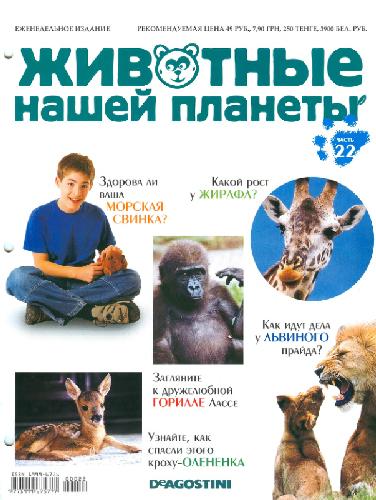 ЕЖЕНЕДЕЛЬНОЕ ИЗДАНИЕ
РЕКОМЕНДУЕМАЯ ЦЕНА 49 РУБ., 7,90 ГРН, 250 ТЕНГЕ, 3900 БЕЛ. РУБ.
ЖИВОТНЫЕ
НАШЕЙ ПЛАНЕТЫ
ЧАСТЬ
22
Здорова ли
ваша
МОРСКАЯ
СВИНКА?
Какой рост
у ЖИРАФА?
Как идут дела
у ЛЬВИНОГО
прайда?
Загляните
к дружелюбной
ГОРИЛЛЕ Лассе
Узнайте, как
спасли этого
кроху-ОЛЕНЕНКА
DEAGOSTINI